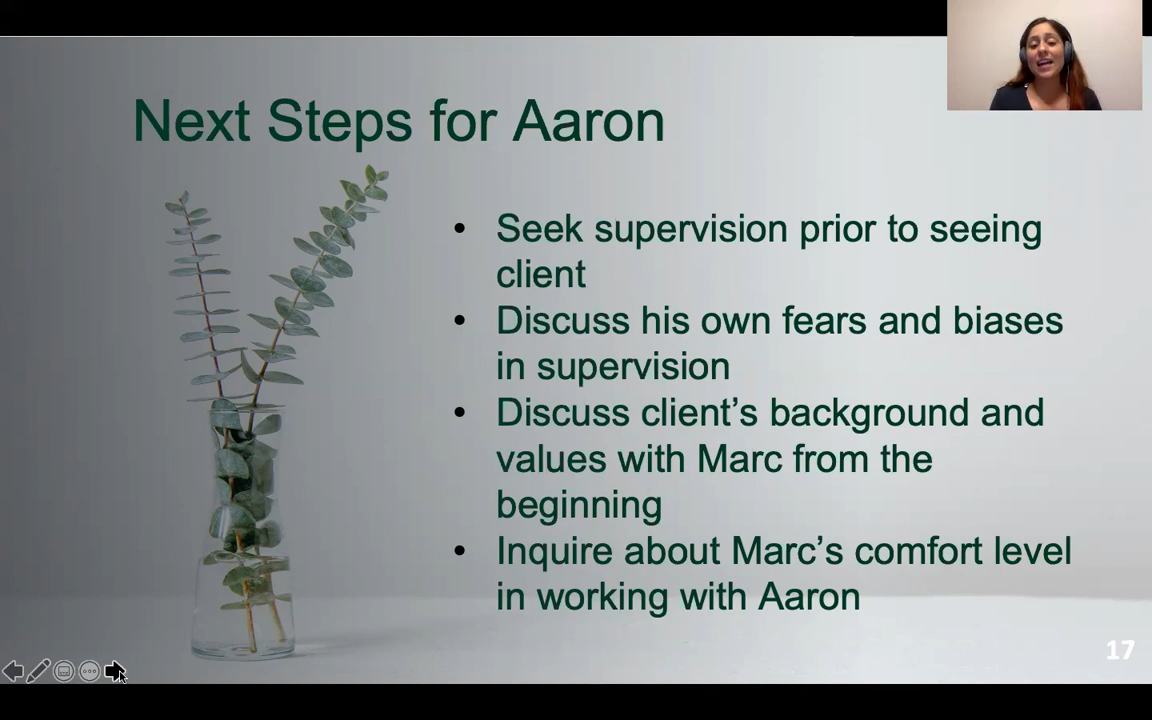 Next Steps for Aaron
• Seek supervision prior to seeing
client
• Discuss his own fears and biases
in supervision
• Discuss client’s background and
values with Marc from the
beginning
• Inquire about Marc’s comfort level
in working with Aaron
17